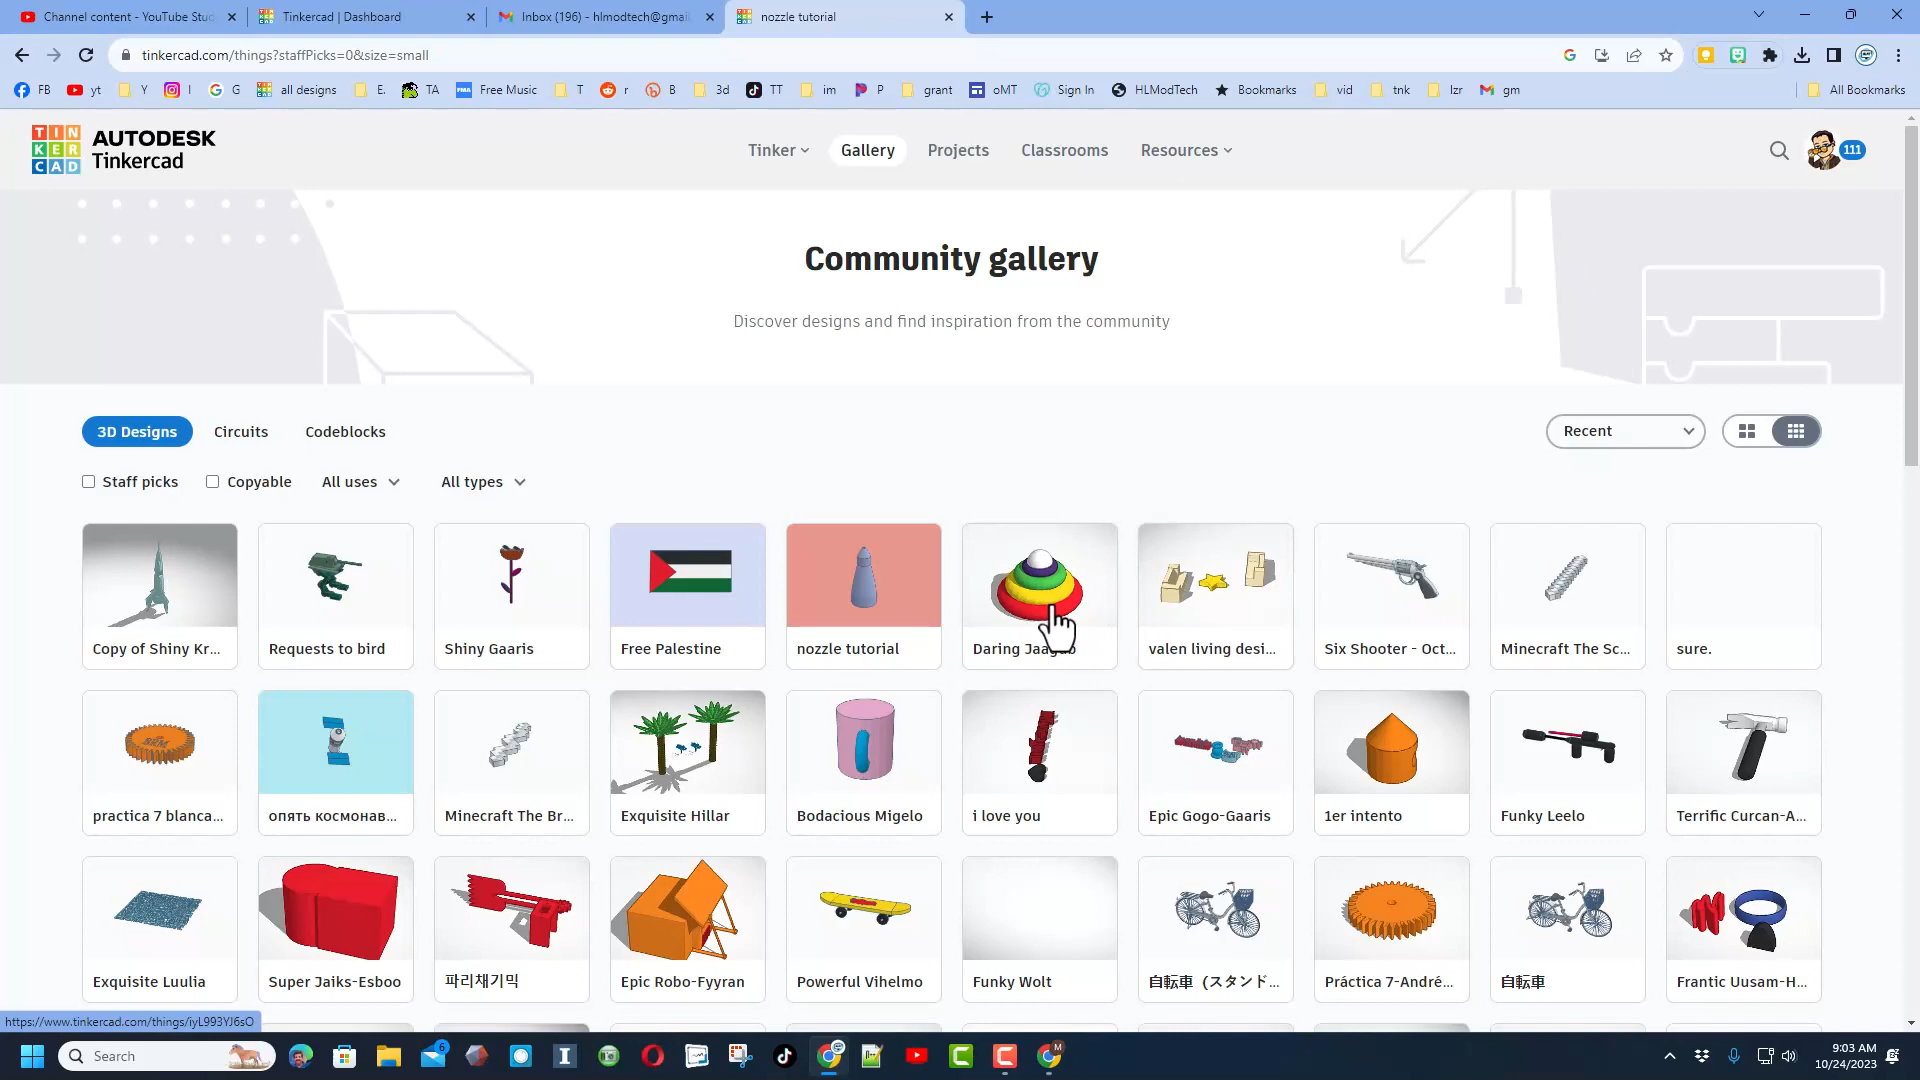 Channel content - YouTube Stu
Tinkercad | Dashboard
Inbox (196) - hlmodtech@gmai
nozzle tutorial
tinkercad.com/things?staffPicks=0&size=small
FB
yt
Y
I
G
all designs
E.
TA
Free Music
T
r
B
3d
TT
im
P
grant
oMT
Sign In
HLModTech
Bookmarks
vid
tnk
lzr
gm
All Bookmarks
TIN
KER
CAD
AUTODESK
Tinkercad
Tinker
Gallery
Projects
Classrooms
Resources
111
Community gallery
Discover designs and find inspiration from the community
3D Designs
Circuits
Codeblocks
Recent
Staff picks
Copyable
All uses
All types
Copy of Shiny Kr...
Requests to bird
Shiny Gaaris
Free Palestine
nozzle tutorial
Daring
valen living desi...
Six Shooter - Oct...
Minecraft The Sc...
sure.
practica 7 blanca...
опять космонав...
Minecraft The Br...
Exquisite Hillar
Bodacious Migelo
i love you
Epic Gogo-Gaaris
1er intento
Funky Leelo
Terrific Curcan-A...
Exquisite Luulia
Super Jaiks-Esboo
파리채기믹
Epic Robo-Fyyran
Powerful Vihelmo
Funky Wolt
自転車（スタンド...
Práctica 7-André...
自転車
Frantic Uusam-H...
https://www.tinkercad.com/things/iyL993YJ6sO
Search
6
M
9:03 AM
10/24/2023